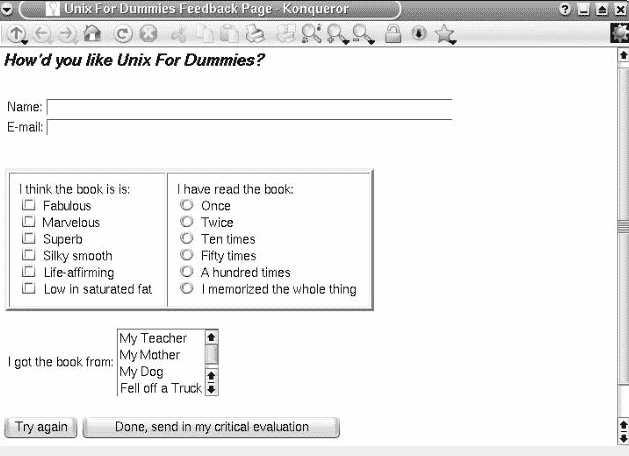 Unix For Dummies Feedback Page - Konqueror
How'd you like Unix For Dummies?
Name:
E-mail:
I think the book is is:
Fabulous
Marvelous
Superb
Silky smooth
Life-affirming
Low in saturated fat
I have read the book:
Once
Twice
Ten times
Fifty times
A hundred times
I memorized the whole thing
I got the book from:
My Teacher
My Mother
My Dog
Fell off a Truck
Try again
Done, send in my critical evaluation